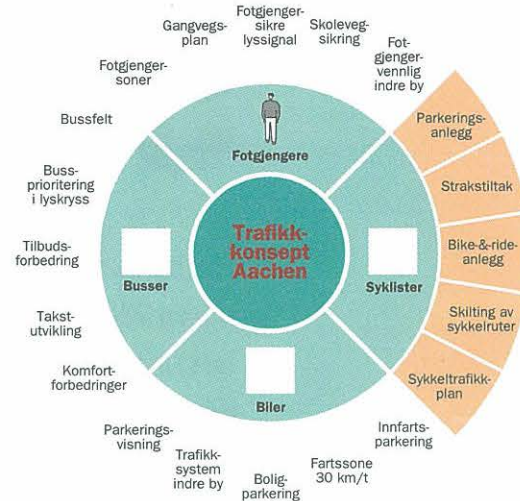 Fotgjenger-
sikre
lyssignal
Gangvegs-
plan
Skoleveg-
sikring
Fot-
gjenger-
vennlig
indre by
Fotgjenger-
soner
Bussfelt
Buss-
prioritering
i lyskryss
Tilbuds-
forbedring
Takst-
utvikling
Komfort-
forbedringer
Parkerings-
visning
Trafikk-
system
indre by
Bolig-
parkering
Fartssone
30 km/t
Innfarts-
parkering
Parkerings-
anlegg
Strakstiltak
Bike-&-ride-
anlegg
Skilting av
sykkelruter
Sykkeltrafikk-
plan
Fotgjengere
Busser
Syklister
Biler
Trafikk-
konsept
Aachen